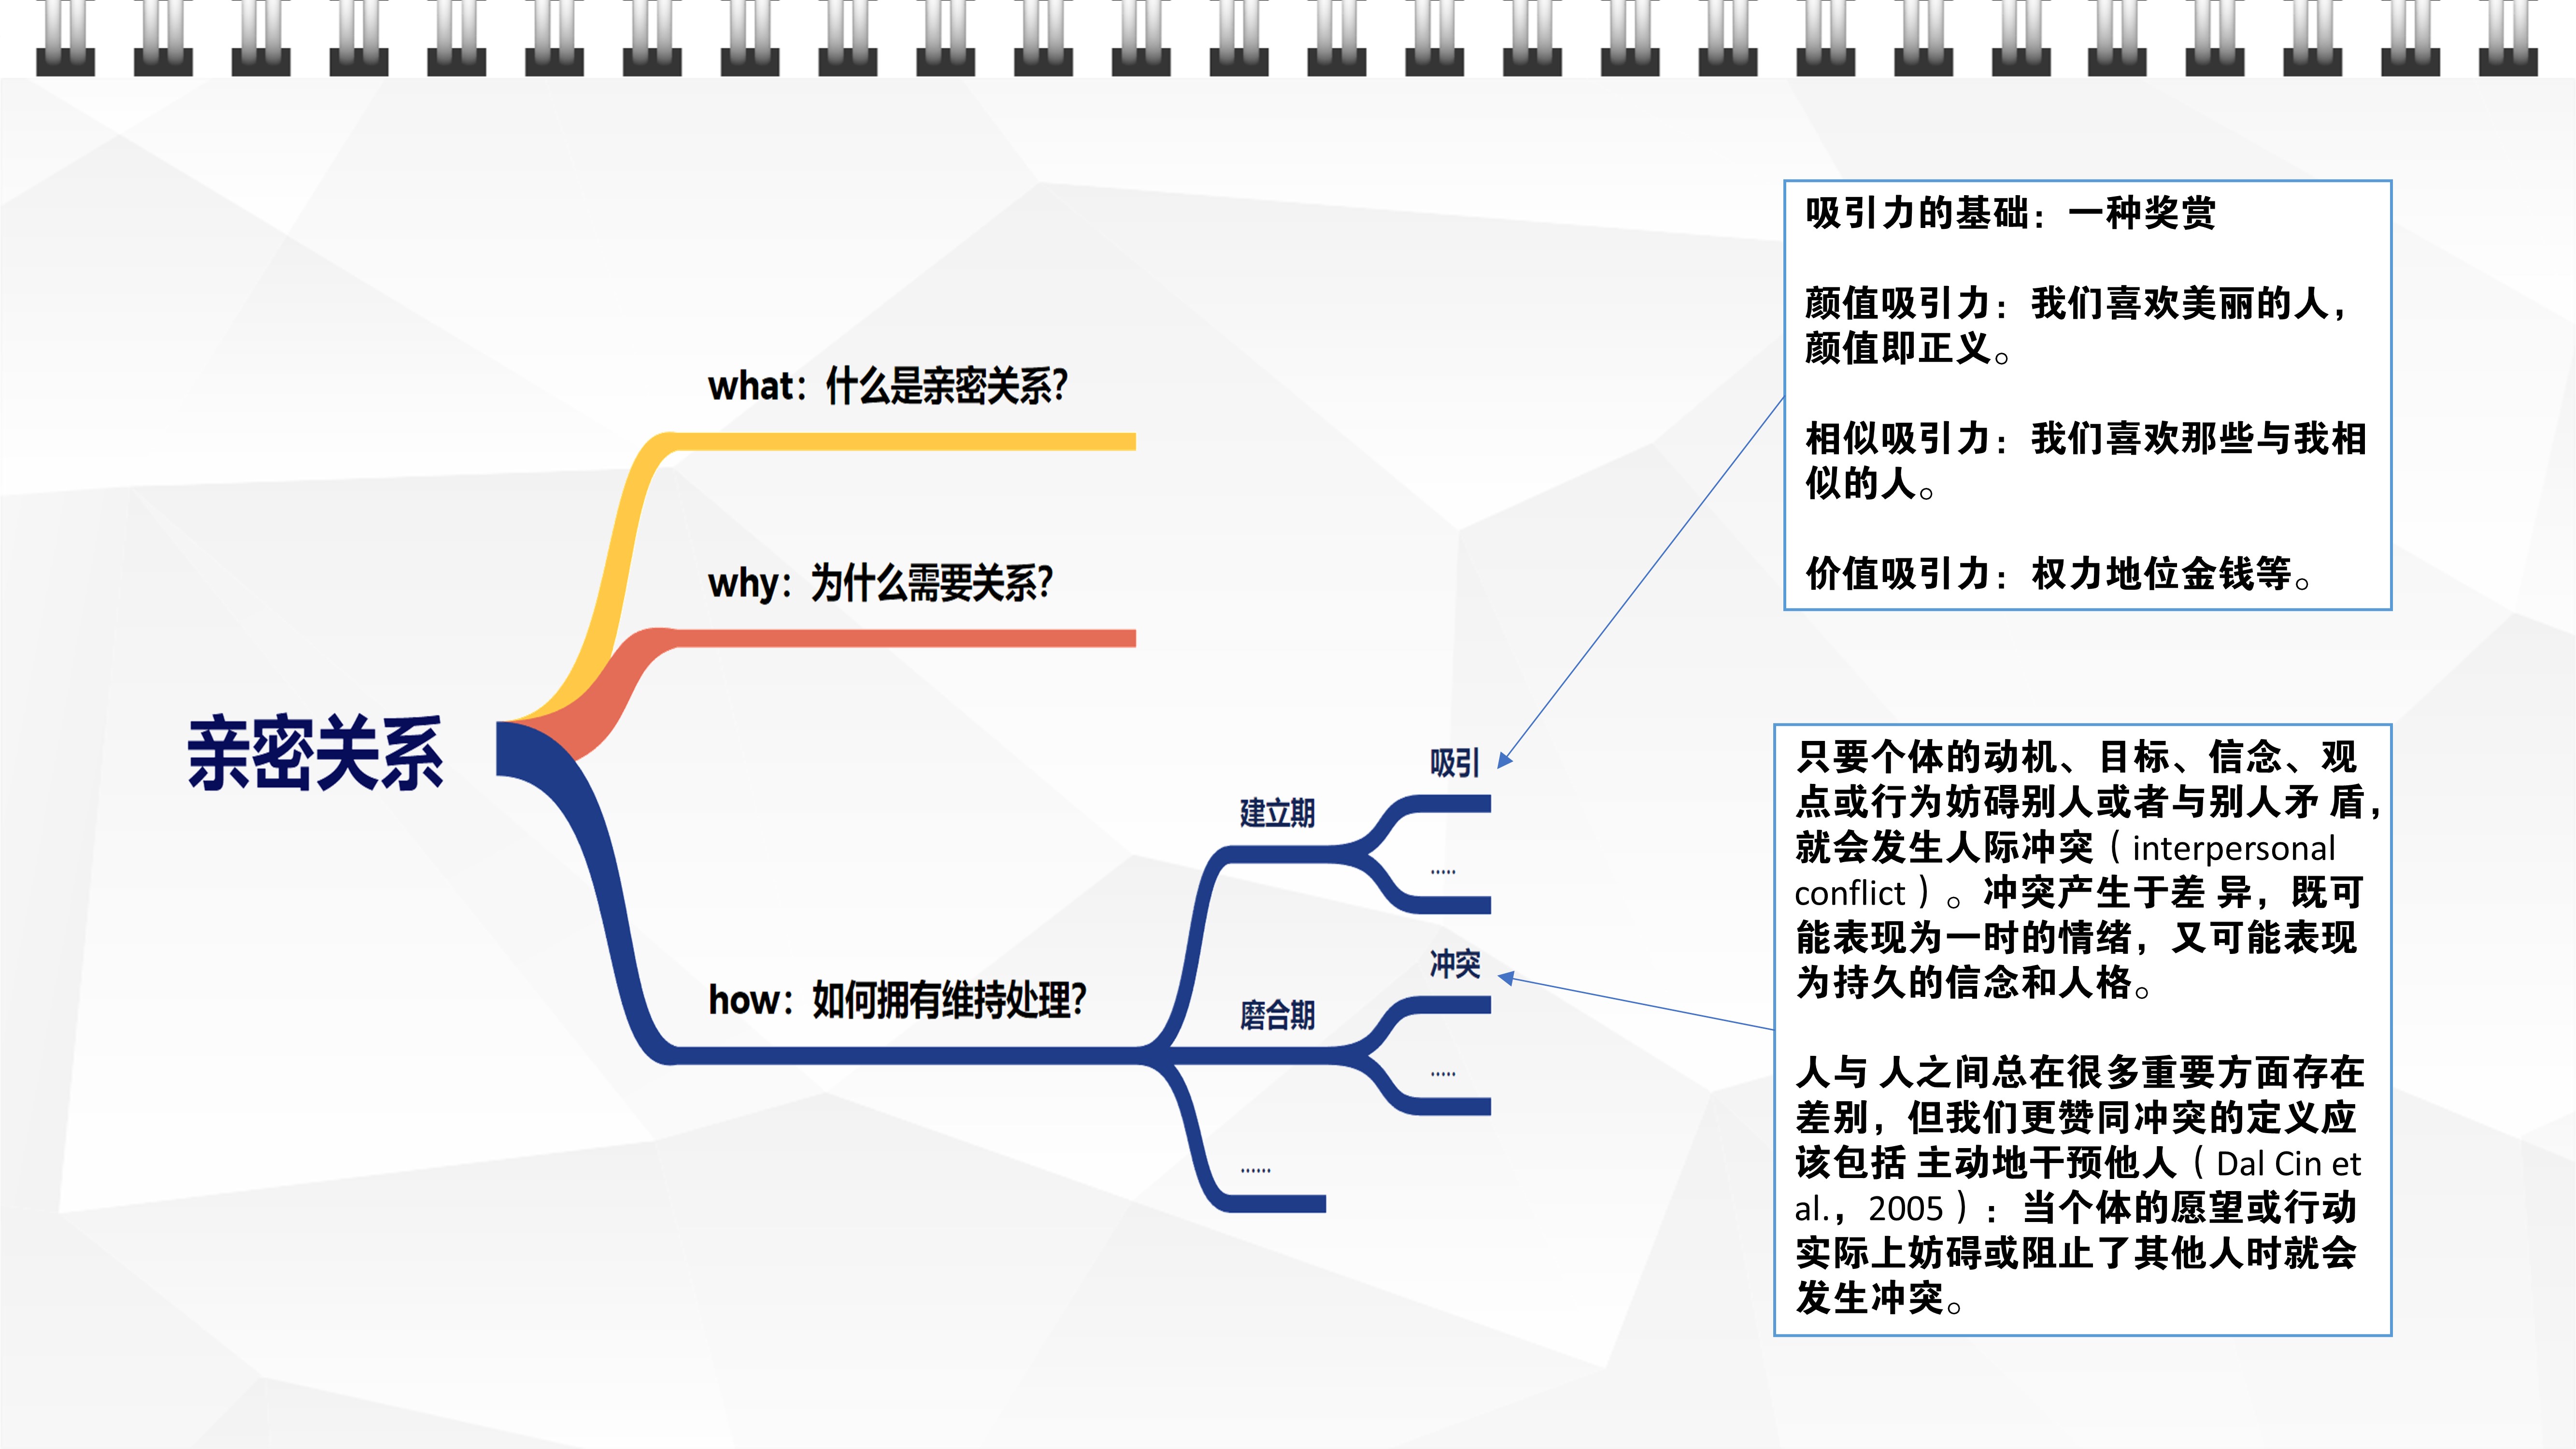 亲密关系
what：什么是亲密关系？
why：为什么需要关系？
how：如何拥有维持处理？
建立期
吸引
.....
磨合期
冲突
.....
......
吸引力的基础：一种奖赏
颜值吸引力：我们喜欢美丽的人，
颜值即正义。
相似吸引力：我们喜欢那些与我相
似的人。
价值吸引力：权力地位金钱等。
只要个体的动机、目标、信念、观
点或行为妨碍别人或者与别人矛 盾，
就会发生人际冲突（interpersonal
conflict）。冲突产生于差 异，既可
能表现为一时的情绪，又可能表现
为持久的信念和人格。
人与 人之间总在很多重要方面存在
差别，但我们更赞同冲突的定义应
该包括 主动地干预他人（Dal Cin et
al.，2005）：当个体的愿望或行动
实际上妨碍或阻止了其他人时就会
发生冲突。